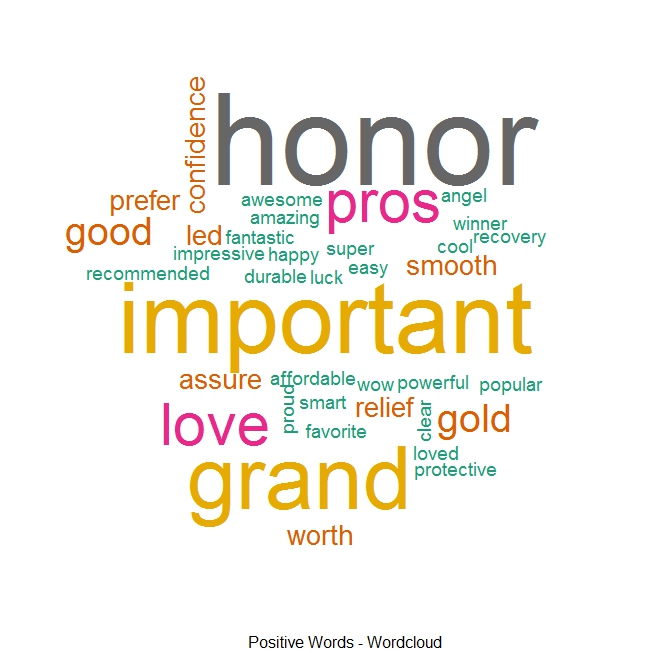 confidence
honor
prefer
awesome
pros
angel
amazing
good
led
fantastic
winner
cool
recovery
impressive
happy
super
recommended
durable
luck
easy
smooth
important
assure
affordable
wow
powerful
popular
proud
smart
relief
clear
gold
love
favorite
loved
grand
protective
worth
Positive Words - Wordcloud